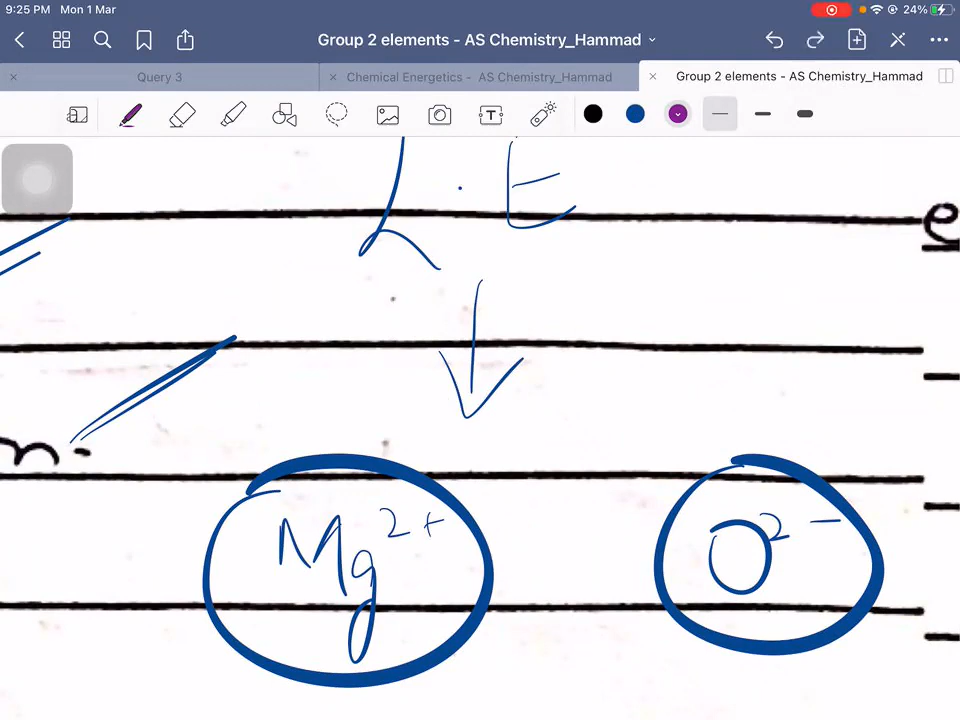 9:25 PM Mon 1 Mar
24%
Group 2 elements - AS Chemistry_Hammad
Query 3
Chemical Energetics - AS Chemistry_Hammad
Group 2 elements - AS Chemistry_Hammad
T
L.E
e
n.
Mg2+ O2-